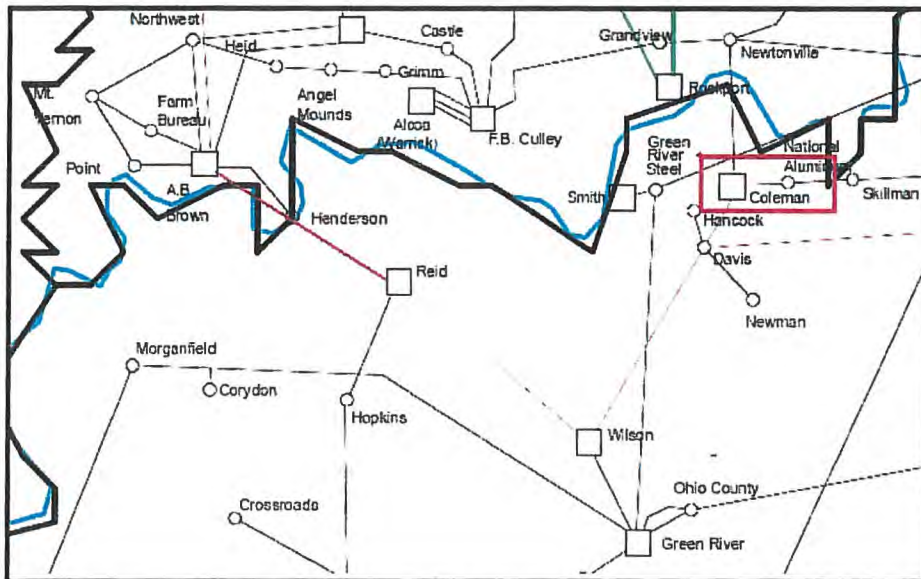 Northwest
Castle
Grandview
Heid
Newtonville
Grimm
Mt.
Vernon
Farm
Bureau
Angel
Mounds
Rockport
Alcoa
(Warrick)
F.B. Culley
Green
River
Steel
National
Aluminum
Point
A.B.
Brown
Smith
Coleman
Skillman
Henderson
Hancock
Davis
Reid
Newman
Morganfield
Corydon
Hopkins
Wilson
Ohio County
Crossroads
Green River